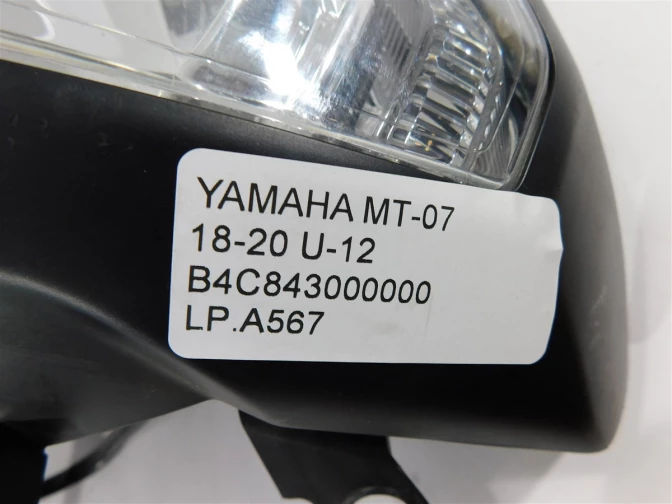 YAMAHA MT-07
18-20 U-12
B4C843000000
LP.A567